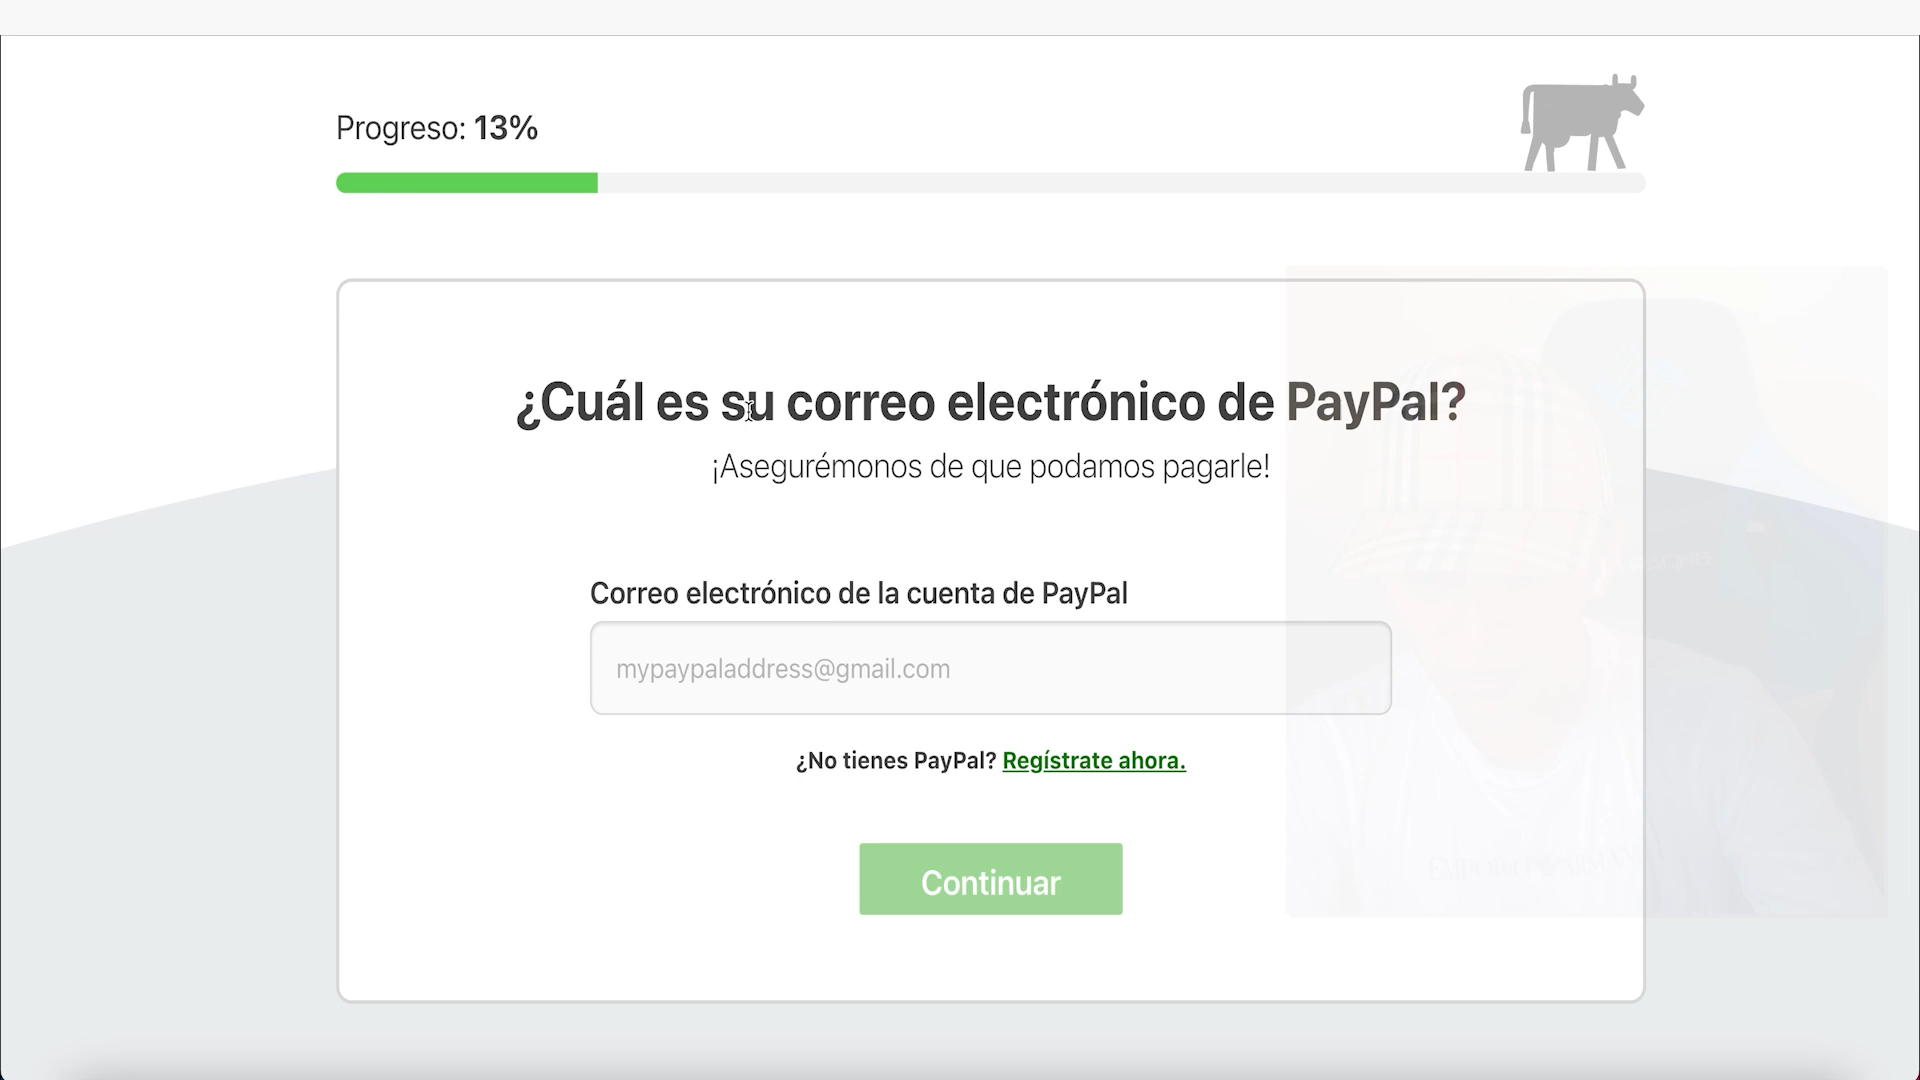 Progreso: 13%
¿Cuál es su correo electrónico de PayPal?
¡Asegurémonos de que podamos pagarle!
Correo electrónico de la cuenta de PayPal
mypaypaladdress@gmail.com
¿No tienes PayPal? Regístrate ahora.
Continuar